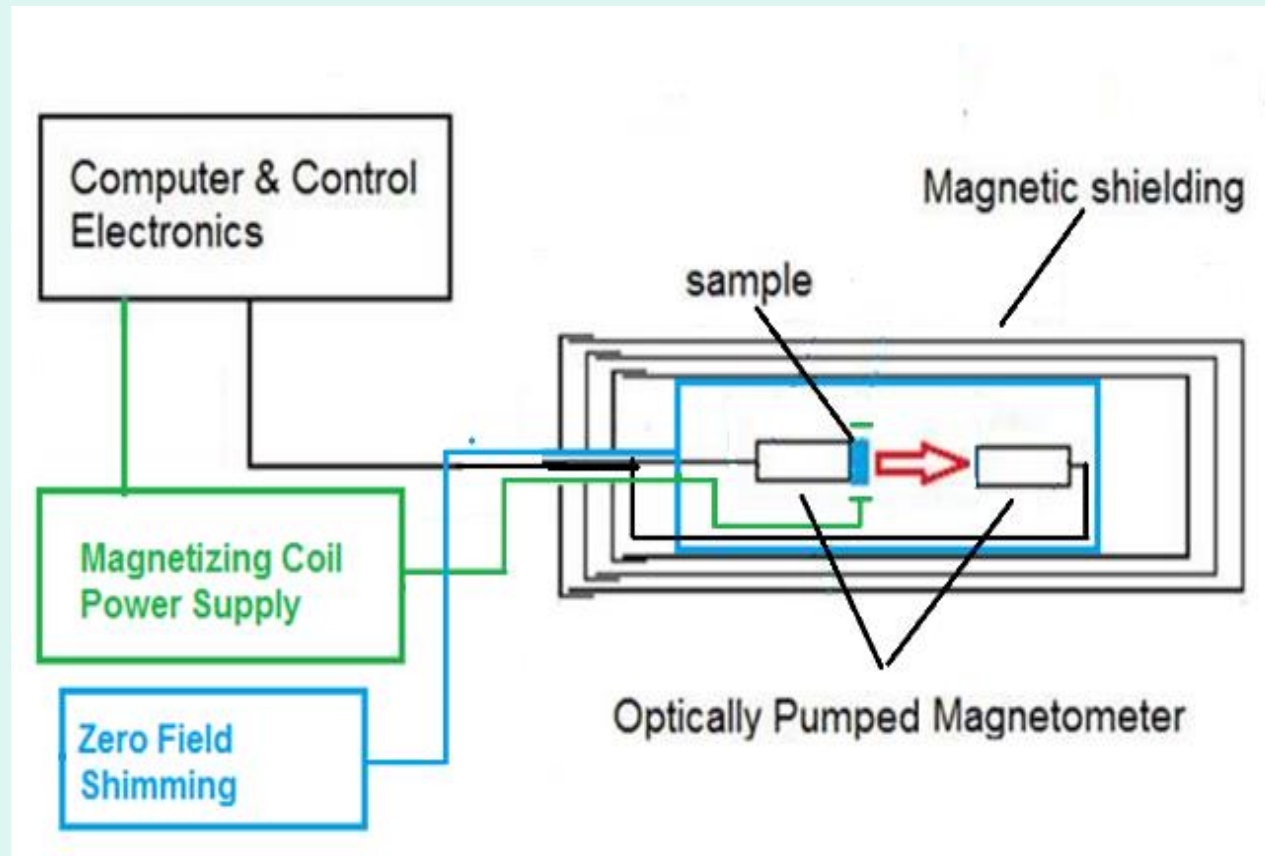 Computer & Control
Electronics
Magnetic shielding
sample
Magnetizing Coil
Power Supply
Optically Pumped Magnetometer
Zero Field
Shimming